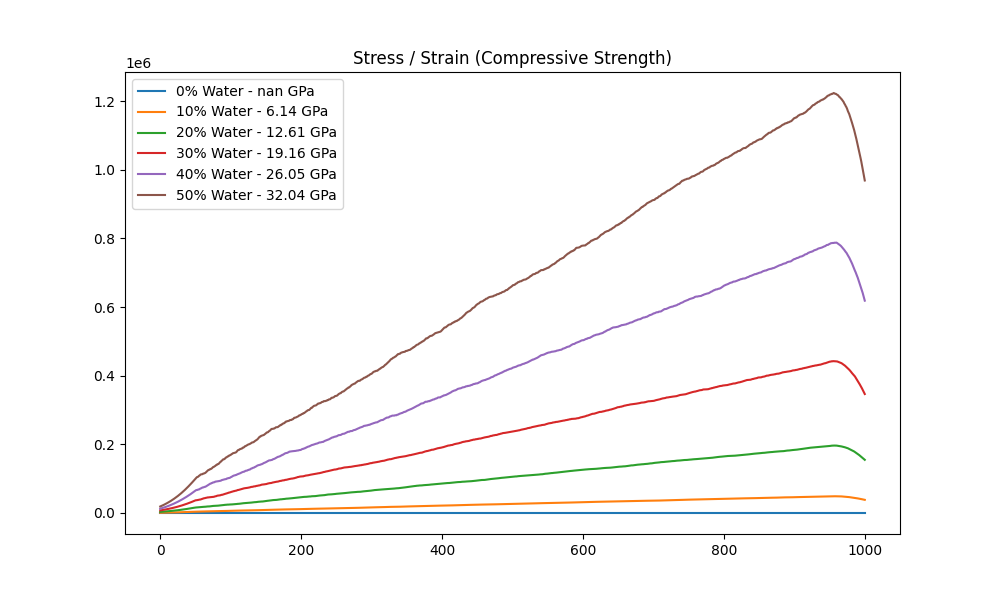 Stress / Strain (Compressive Strength)
1e6
0% Water - nan GPa
10% Water - 6.14 GPa
20% Water - 12.61 GPa
30% Water - 19.16 GPa
40% Water - 26.05 GPa
50% Water - 32.04 GPa
1.2
1.0
0.8
0.6
0.4
0.2
0.0
0 200 400 600 800 1000